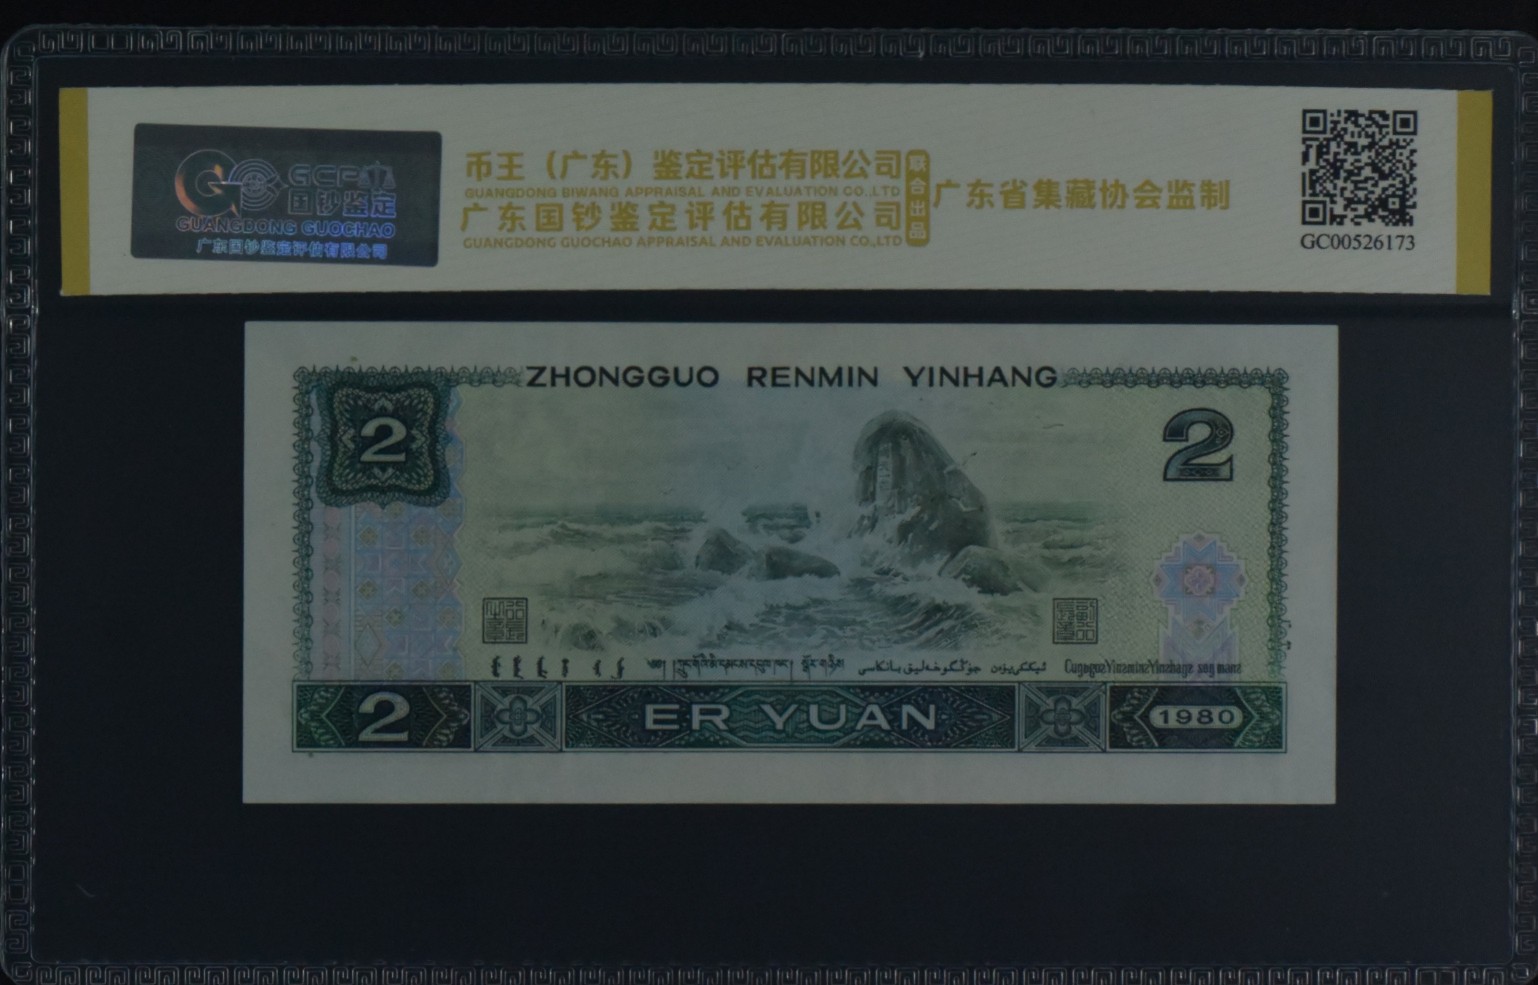 GCF
国钞鉴定
GUANGDONG GUOCHAO
广东国钞鉴定评估有限公司
币王（广东）鉴定评估有限公司
GUANGDONG BIWANG APPRAISAL AND EVALUATION CO.,LTD
广东国钞鉴定评估有限公司
GUANGDONG GUOCHAO APPRAISAL AND EVALUATION CO.,LTD
联合出品
广东省集藏协会监制
GC00526173
ZHONGGUO RENMIN YINHANG
2
2
2
ER YUAN
1980